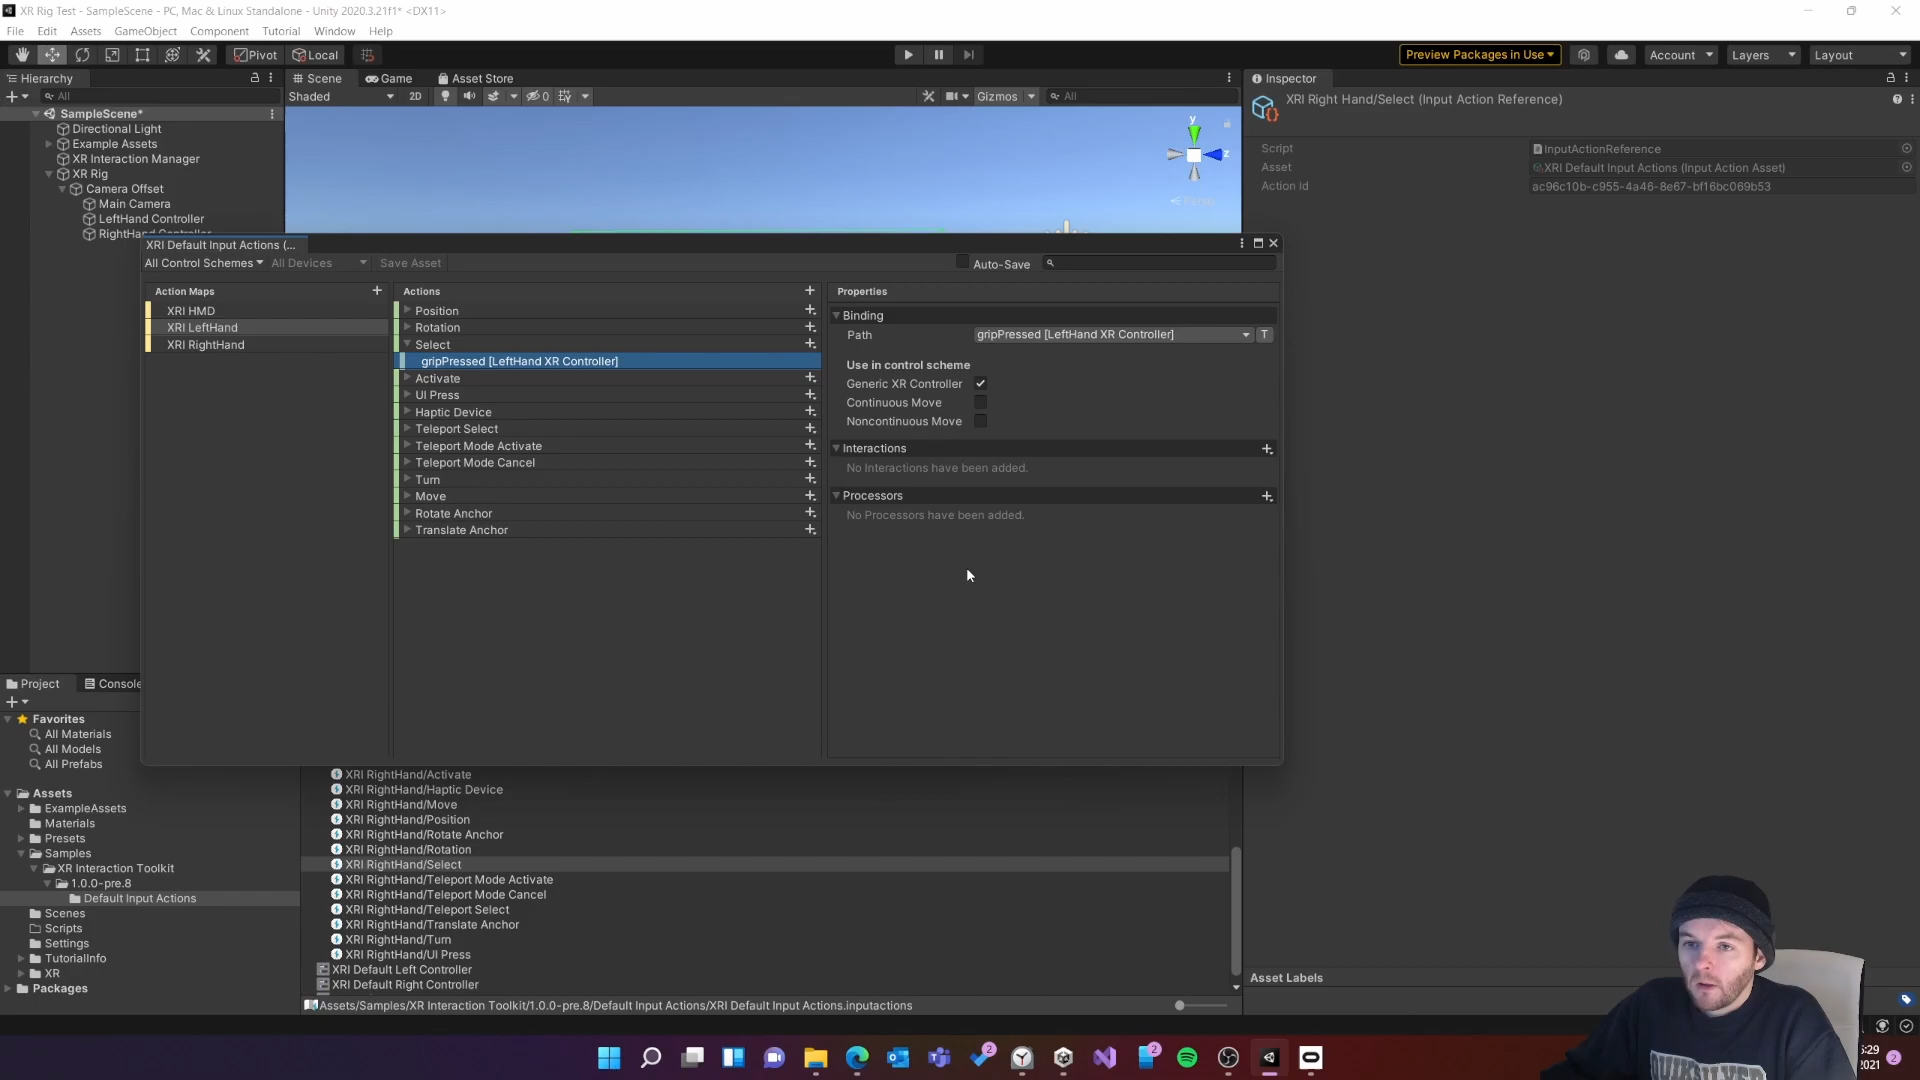 XR Rig Test - SampleScene - PC, Mac & Linux Standalone - Unity 2020.3.21f1* <DX11>
File Edit Assets GameObject Component Tutorial Window Help
Pivot Local
Preview Packages in Use Account Layers Layout
Hierarchy
All
SampleScene*
Directional Light
Example Assets
XR Interaction Manager
XR Rig
Camera Offset
Main Camera
LeftHand Controller
RightHand Controller
Scene Game Asset Store
Shaded 2D 0 Gizmos All
y
z
Persp
Inspector
XRI Right Hand/Select (Input Action Reference)
Script InputActionReference
Asset XRI Default Input Actions (Input Action Asset)
Action Id ac96c10b-c955-4a46-8e67-bf16bc069b53
XRI Default Input Actions (...
All Control Schemes All Devices Save Asset Auto-Save
Action Maps
XRI HMD
XRI LeftHand
XRI RightHand
Actions
Position
Rotation
Select
gripPressed [LeftHand XR Controller]
Activate
UI Press
Haptic Device
Teleport Select
Teleport Mode Activate
Teleport Mode Cancel
Turn
Move
Rotate Anchor
Translate Anchor
Properties
Binding
Path gripPressed [LeftHand XR Controller] T
Use in control scheme
Generic XR Controller
Continuous Move
Noncontinuous Move
Interactions
No Interactions have been added.
Processors
No Processors have been added.
Project Console
Favorites
All Materials
All Models
All Prefabs
Assets
ExampleAssets
Materials
Presets
Samples
XR Interaction Toolkit
1.0.0-pre.8
Default Input Actions
Scenes
Scripts
Settings
TutorialInfo
XR
Packages
XRI RightHand/Activate
XRI RightHand/Haptic Device
XRI RightHand/Move
XRI RightHand/Position
XRI RightHand/Rotate Anchor
XRI RightHand/Rotation
XRI RightHand/Select
XRI RightHand/Teleport Mode Activate
XRI RightHand/Teleport Mode Cancel
XRI RightHand/Teleport Select
XRI RightHand/Translate Anchor
XRI RightHand/Turn
XRI RightHand/UI Press
XRI Default Left Controller
XRI Default Right Controller
Assets/Samples/XR Interaction Toolkit/1.0.0-pre.8/Default Input Actions/XRI Default Input Actions.inputactions
Asset Labels
2
2
:29
2021
2